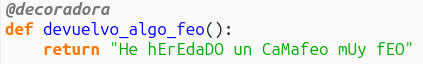 @decoradora
def devuelvo_algo_feo():
    return "He hErEdaDO un CaMafeo mUy fEO"